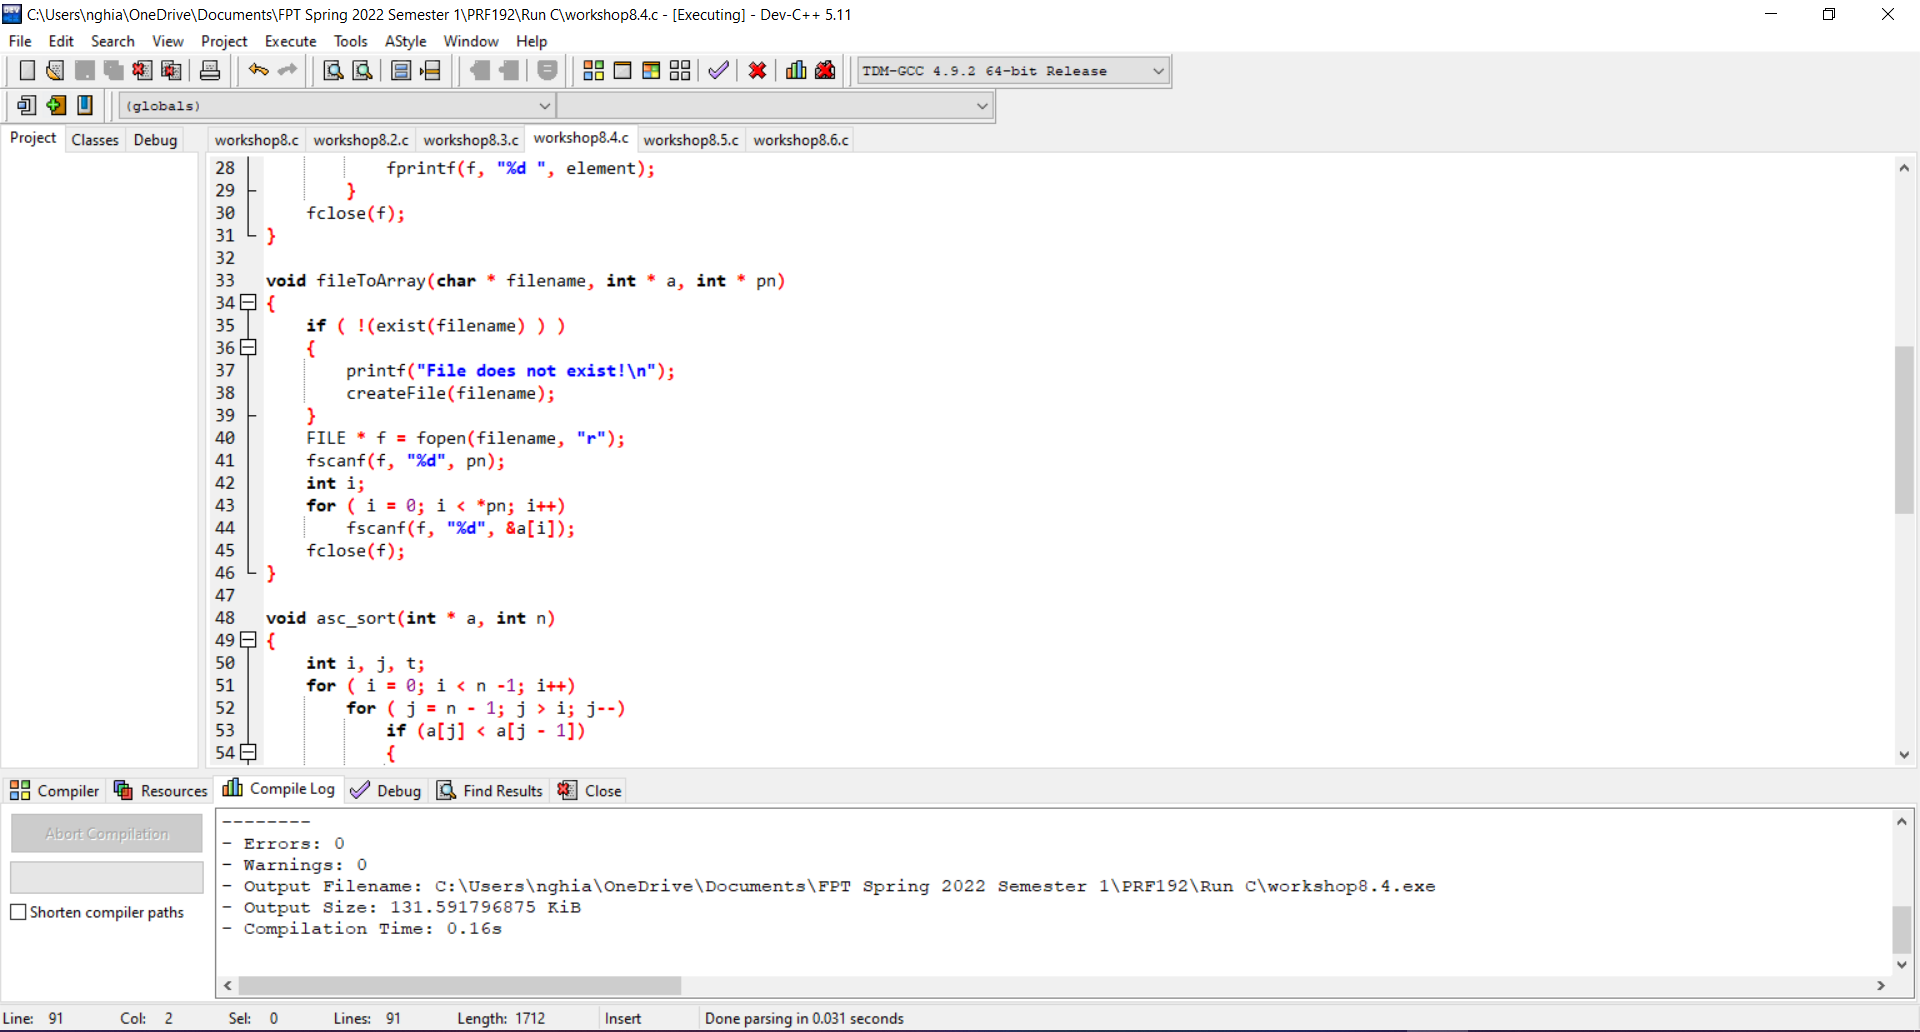 C:\Users\nghia\OneDrive\Documents\FPT Spring 2022 Semester 1\PRF192\Run C\workshop8.4.c - [Executing] - Dev-C++ 5.11
File Edit Search View Project Execute Tools AStyle Window Help
TDM-GCC 4.9.2 64-bit Release
(globals)
Project Classes Debug workshop8.c workshop8.2.c workshop8.3.c workshop8.4.c workshop8.5.c workshop8.6.c
28 fprintf(f, "%d ", element);
29 }
30 fclose(f);
31 }
32
33 void fileToArray(char * filename, int * a, int * pn)
34 {
35 if ( !(exist(filename) ) )
36 {
37 printf("File does not exist!\n");
38 createFile(filename);
39 }
40 FILE * f = fopen(filename, "r");
41 fscanf(f, "%d", pn);
42 int i;
43 for ( i = 0; i < *pn; i++)
44 fscanf(f, "%d", &a[i]);
45 fclose(f);
46 }
47
48 void asc_sort(int * a, int n)
49 {
50 int i, j, t;
51 for ( i = 0; i < n -1; i++)
52 for ( j = n - 1; j > i; j--)
53 if (a[j] < a[j - 1])
54 {
Compiler Resources Compile Log Debug Find Results Close
Abort Compilation
Shorten compiler paths
--------
- Errors: 0
- Warnings: 0
- Output Filename: C:\Users\nghia\OneDrive\Documents\FPT Spring 2022 Semester 1\PRF192\Run C\workshop8.4.exe
- Output Size: 131.591796875 KiB
- Compilation Time: 0.16s
Line: 91 Col: 2 Sel: 0 Lines: 91 Length: 1712 Insert Done parsing in 0.031 seconds